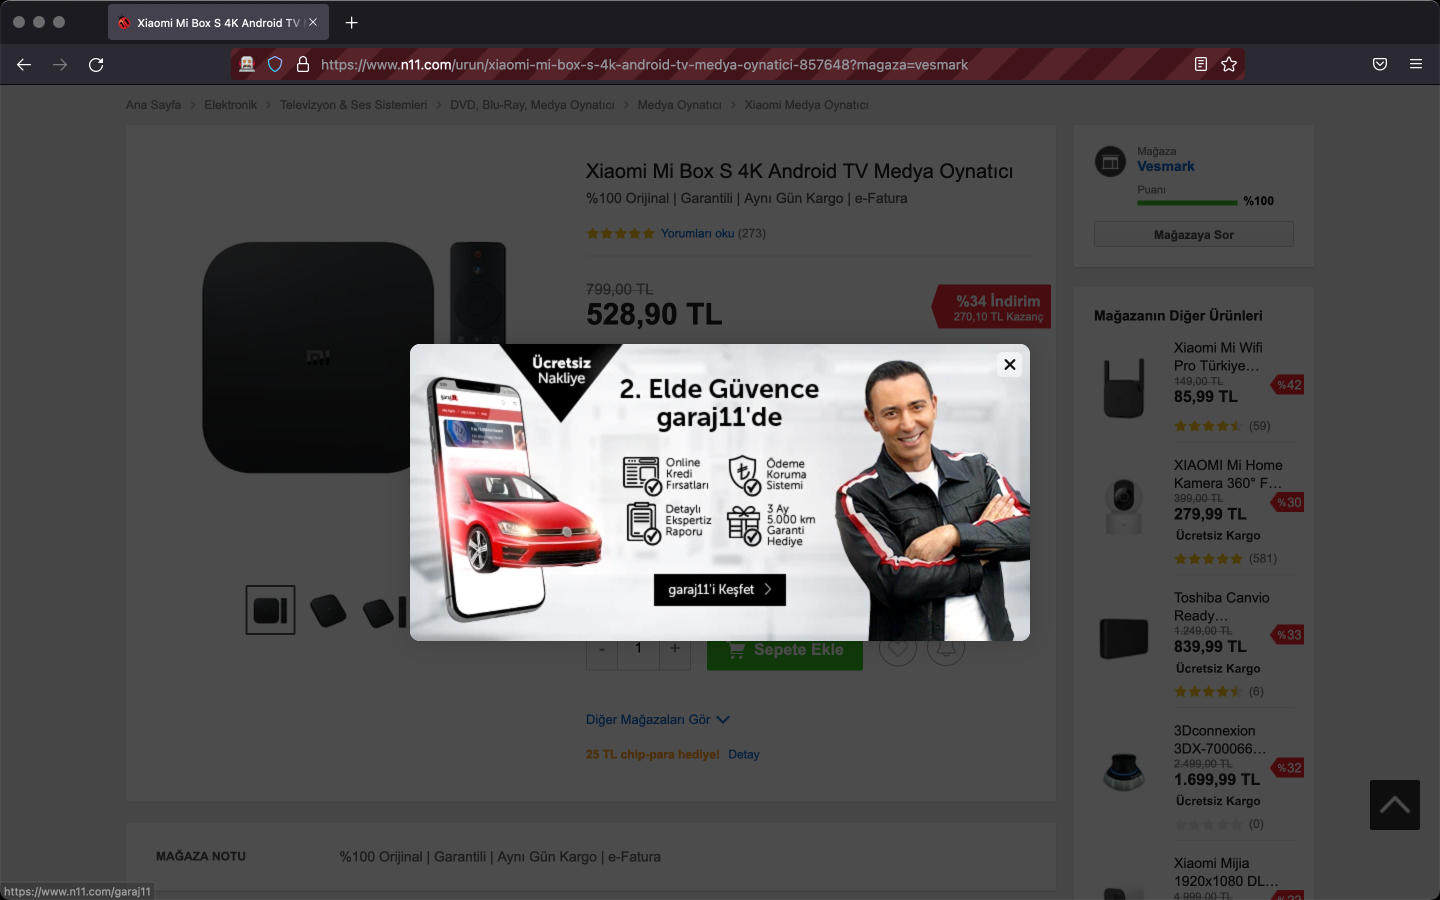 Xiaomi Mi Box S 4K Android TV
https://www.n11.com/urun/xiaomi-mi-box-s-4k-android-tv-medya-oynatici-857648?magaza=vesmark
Ana Sayfa > Elektronik > Televizyon & Ses Sistemleri > DVD, Blu-Ray, Medya Oynatıcı > Medya Oynatıcı > Xiaomi Medya Oynatıcı
Xiaomi Mi Box S 4K Android TV Medya Oynatıcı
%100 Orijinal | Garantili | Aynı Gün Kargo | e-Fatura
Yorumları oku (273)
799,00 TL
528,90 TL
%34 İndirim
270,10 TL Kazanç
mi
Ücretsiz
Nakliye
2. Elde Güvence
garaj11'de
Online
Kredi
Fırsatları
Ödeme
Koruma
Sistemi
Detaylı
Ekspertiz
Raporu
3 Ay
5.000 km
Garanti
Hediye
garaj11'i Keşfet
- 1 +
Sepete Ekle
Diğer Mağazaları Gör
25 TL chip-para hediye! Detay
MAĞAZA NOTU
%100 Orijinal | Garantili | Aynı Gün Kargo | e-Fatura
Mağaza
Vesmark
Puanı
%100
Mağazaya Sor
Mağazanın Diğer Ürünleri
Xiaomi Mi Wifi
Pro Türkiye...
149,00 TL
85,99 TL
%42
(59)
XIAOMI Mi Home
Kamera 360° F...
399,00 TL
279,99 TL
%30
Ücretsiz Kargo
(581)
Toshiba Canvio
Ready...
1.249,00 TL
839,99 TL
%33
Ücretsiz Kargo
(6)
3Dconnexion
3DX-700066...
2.499,00 TL
1.699,99 TL
%32
Ücretsiz Kargo
(0)
Xiaomi Mijia
1920x1080 DL...
4.999,00 TL
https://www.n11.com/garaj11